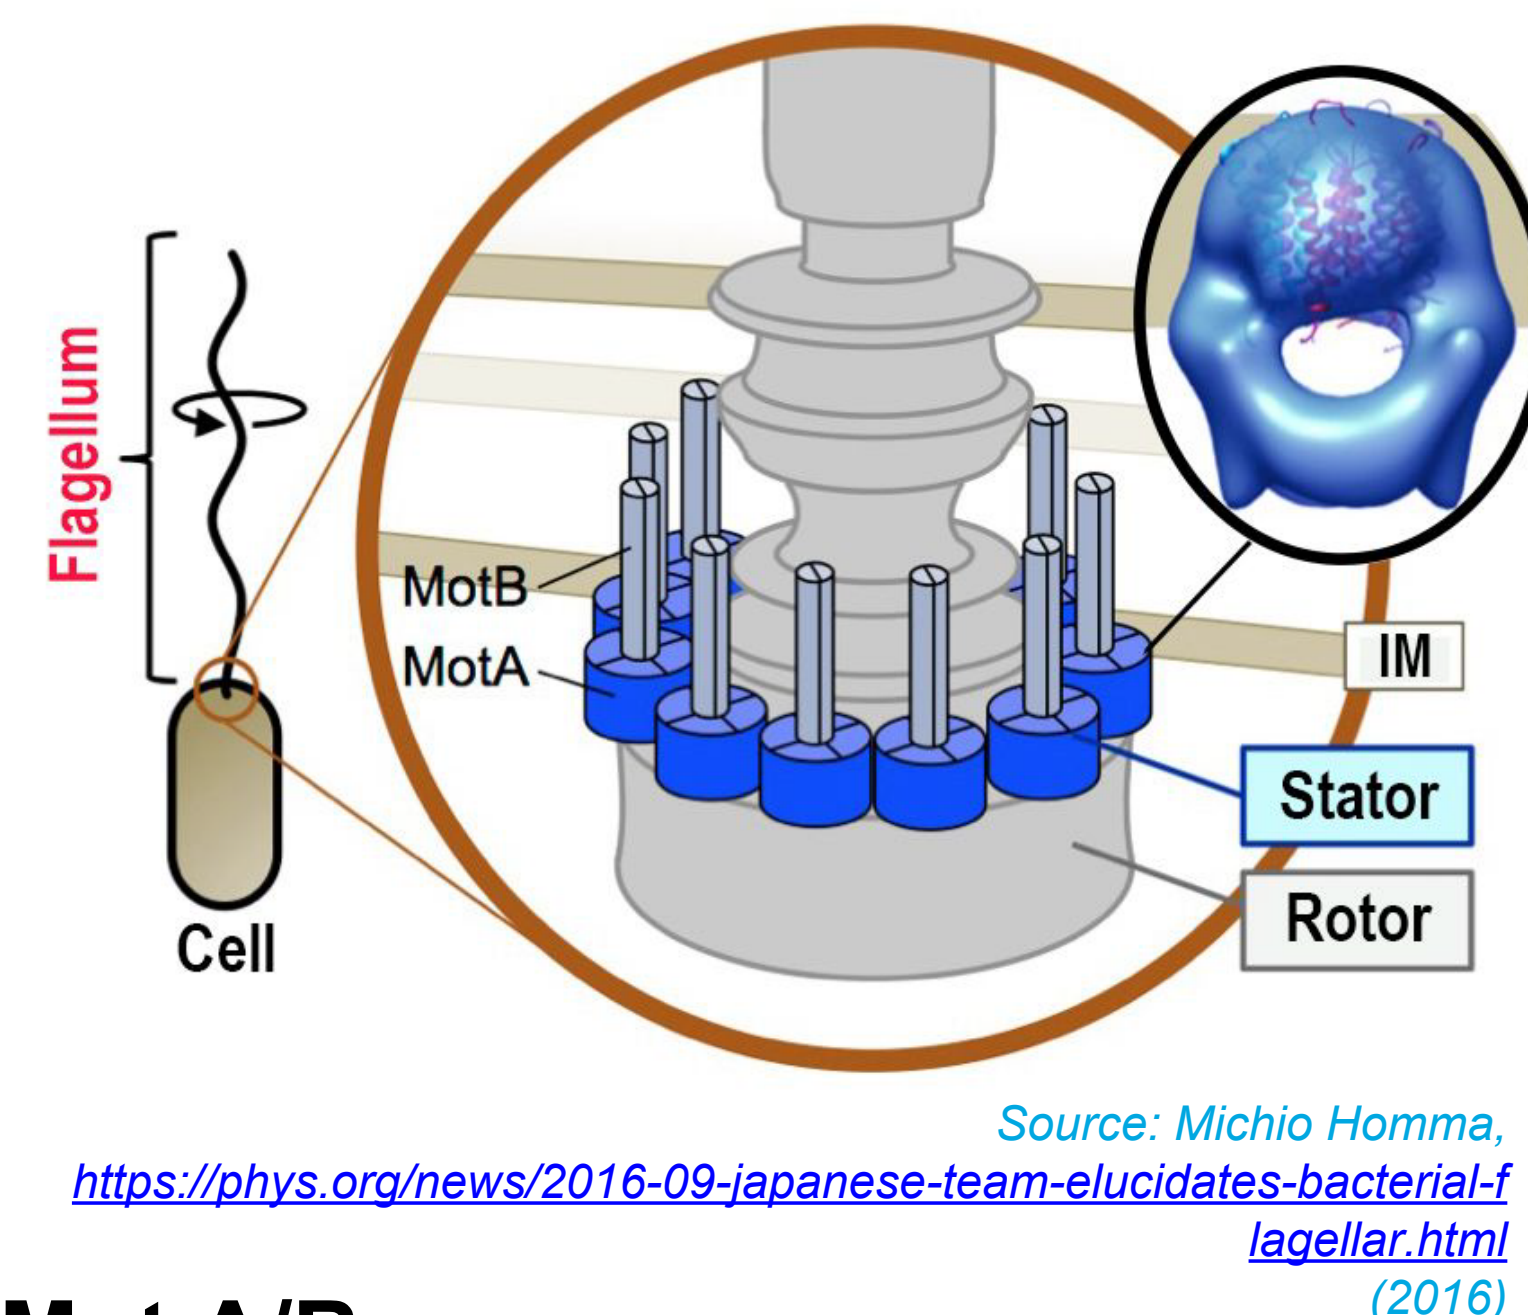 Flagellum
MotB
MotA
IM
Stator
Rotor
Cell
Source: Michio Homma,
https://phys.org/news/2016-09-japanese-team-elucidates-bacterial-f
lagellar.html
(2016)